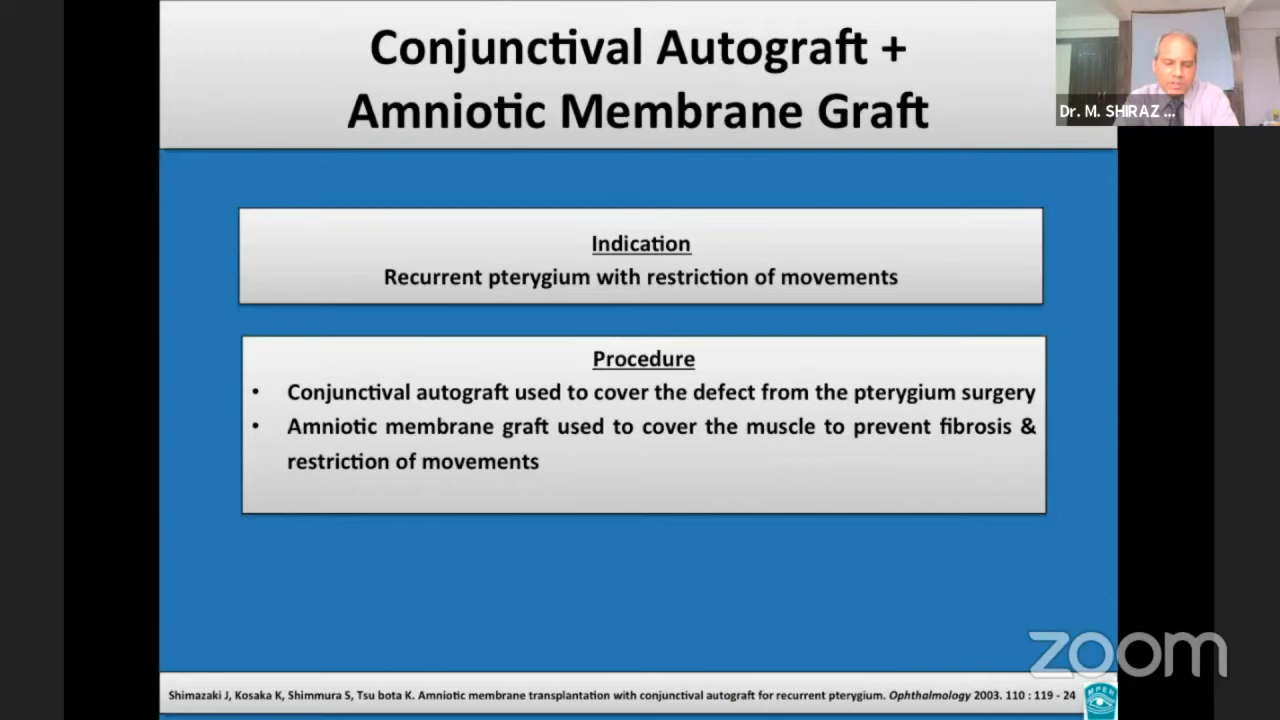 Conjunctival Autograft +
Amniotic Membrane Graft
Dr. M. SHIRAZ ...
Indication
Recurrent pterygium with restriction of movements
Procedure
• Conjunctival autograft used to cover the defect from the pterygium surgery
• Amniotic membrane graft used to cover the muscle to prevent fibrosis &
restriction of movements
zoom
Shimazaki J, Kosaka K, Shimmura S, Tsu bota K. Amniotic membrane transplantation with conjunctival autograft for recurrent pterygium. Ophthalmology 2003. 110 : 119 - 24